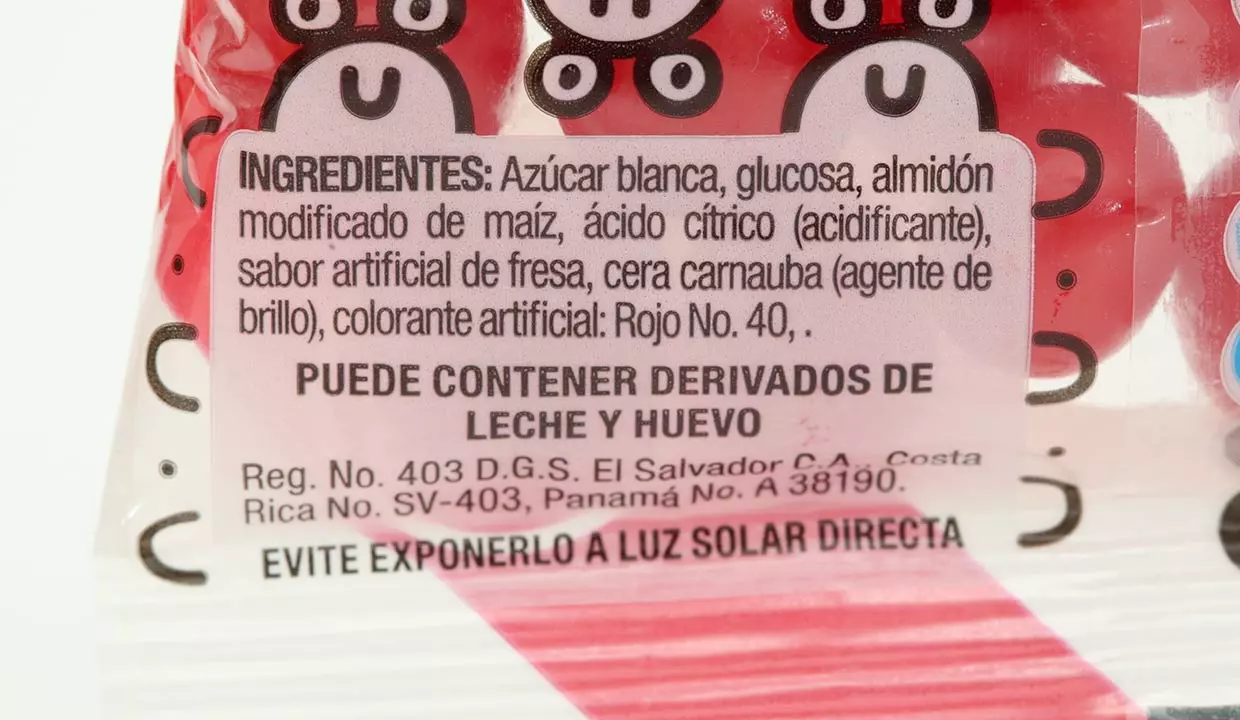 INGREDIENTES: Azúcar blanca, glucosa, almidón
modificado de maíz, ácido cítrico (acidificante),
sabor artificial de fresa, cera carnauba (agente de
brillo), colorante artificial: Rojo No. 40, .
PUEDE CONTENER DERIVADOS DE
LECHE Y HUEVO
Reg. No. 403 D.G.S. El Salvador C.A., Costa
Rica No. SV-403, Panamá No. A 38190.
EVITE EXPONERLO A LUZ SOLAR DIRECTA